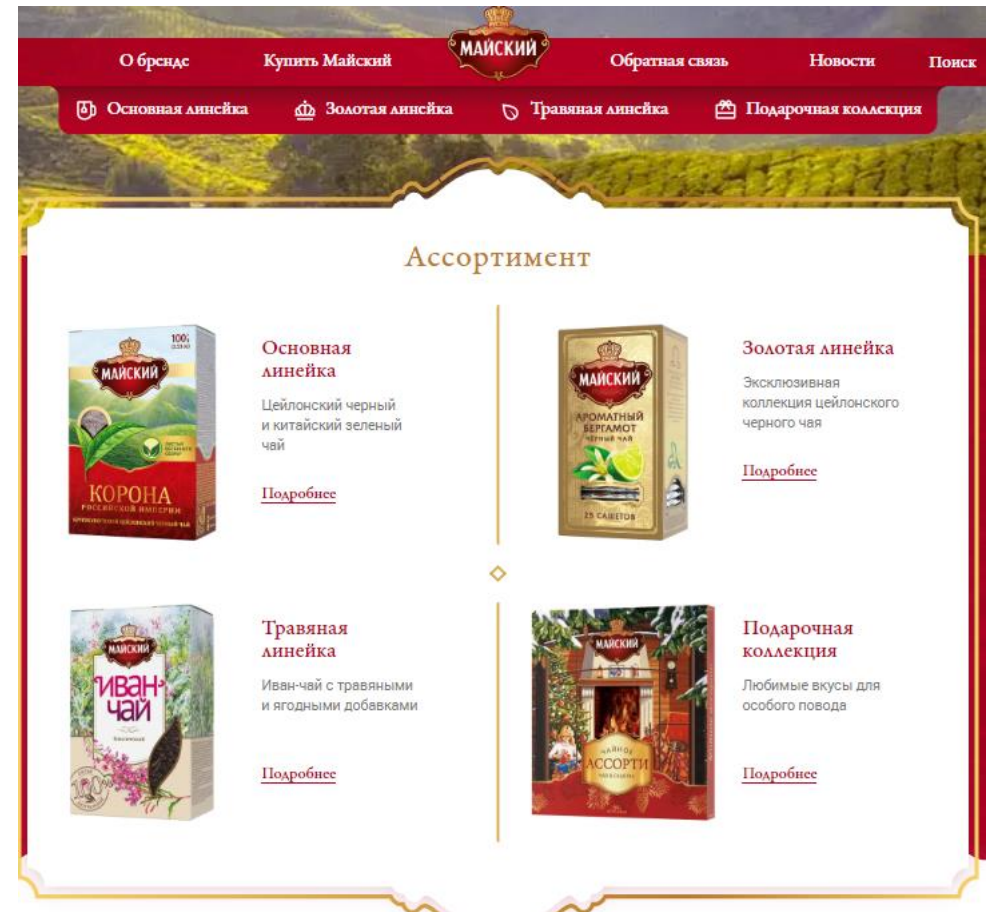 МАЙСКИЙ
О бренде
Купить Майский
Обратная связь
Новости
Поиск
Основная линейка
Золотая линейка
Травяная линейка
Подарочная коллекция
Ассортимент
100%
МАЙСКИЙ
КОРОНА
РОССИЙСКОЙ ИМПЕРИИ
Основная
линейка
Цейлонский черный
и китайский зеленый
чай
Подробнее
МАЙСКИЙ
АРОМАТНЫЙ
БЕРГАМОТ
ЧЕРНЫЙ ЧАЙ
25 САШЕТОВ
Золотая линейка
Эксклюзивная
коллекция цейлонского
черного чая
Подробнее
МАЙСКИЙ
ИВАН-
ЧАЙ
100%
Травяная
линейка
Иван-чай с травяными
и ягодными добавками
Подробнее
МАЙСКИЙ
ЧАЙНОЕ
АССОРТИ
Подарочная
коллекция
Любимые вкусы для
особого повода
Подробнее